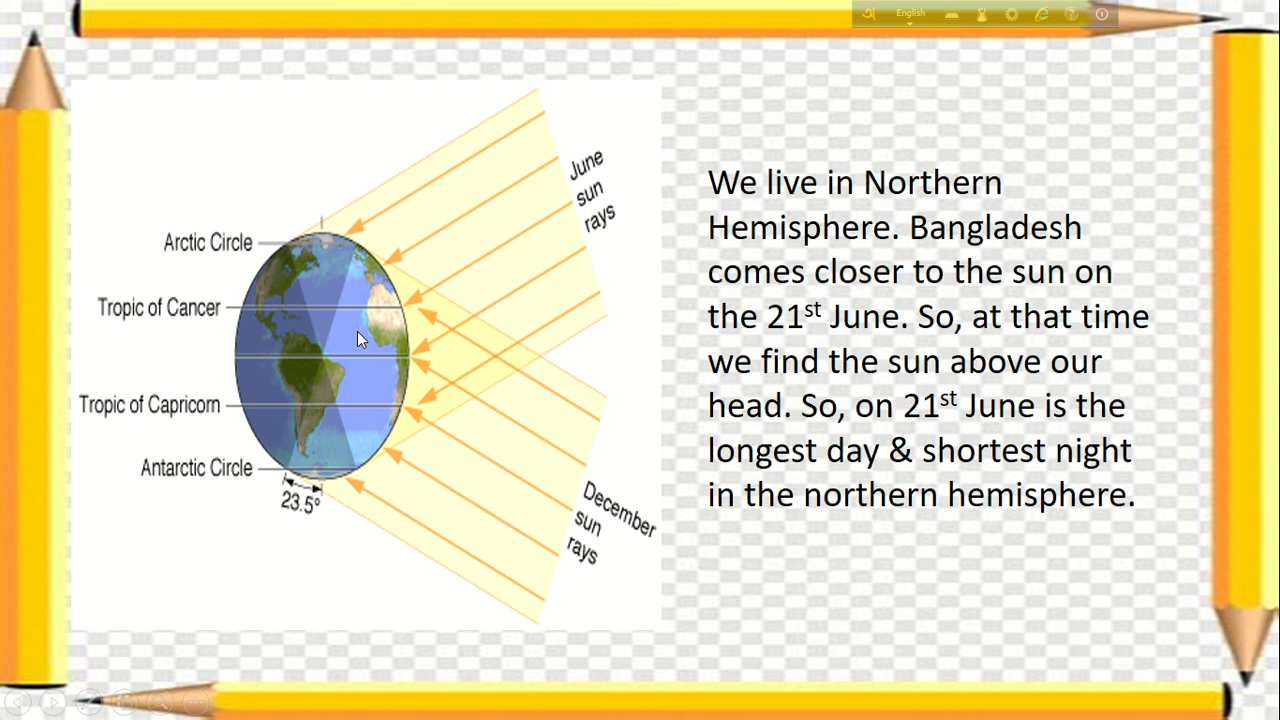 অ English
June
sun
rays
Arctic Circle
Tropic of Cancer
Tropic of Capricorn
Antarctic Circle
23.5°
December
sun
rays
We live in Northern
Hemisphere. Bangladesh
comes closer to the sun on
the 21st June. So, at that time
we find the sun above our
head. So, on 21st June is the
longest day & shortest night
in the northern hemisphere.